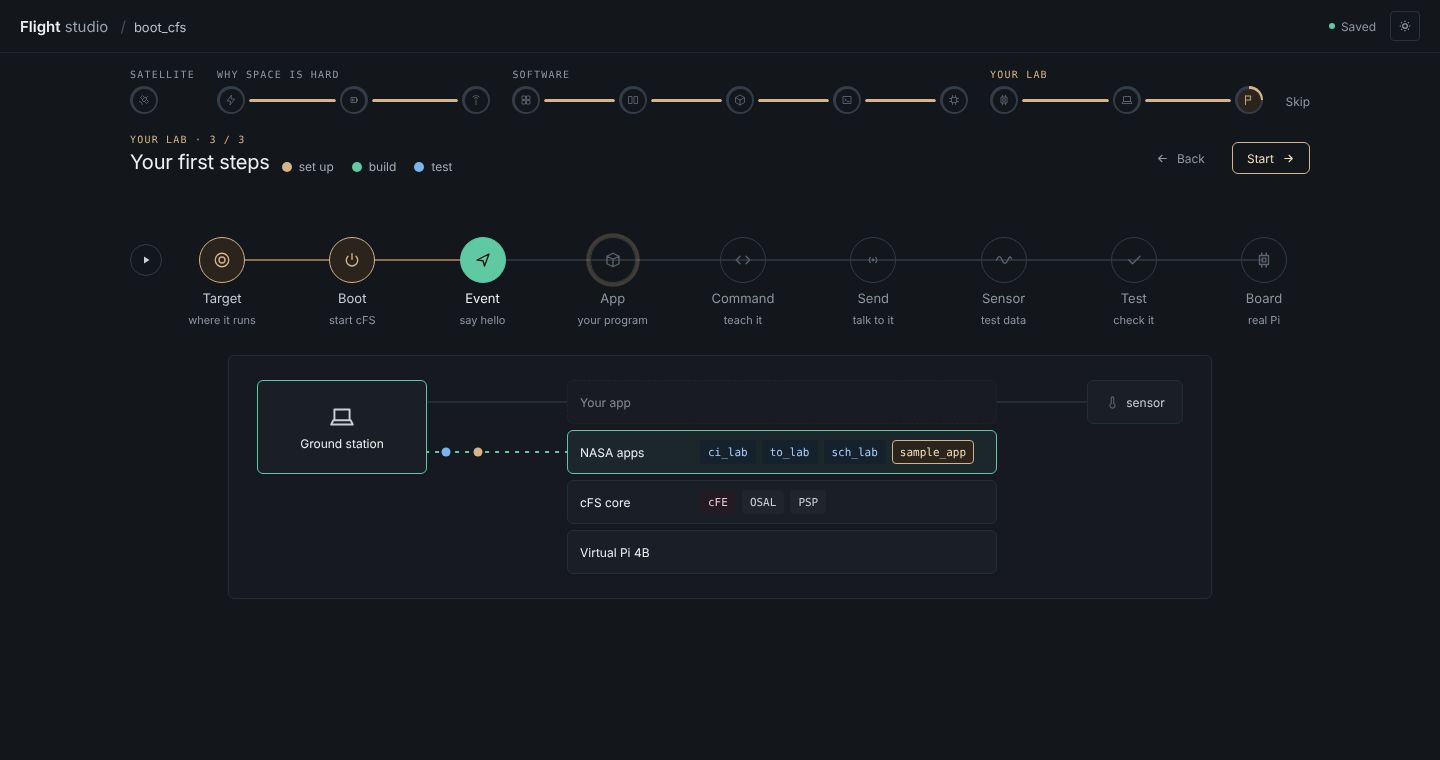 Flight studio / boot_cfs
Saved
SATELLITE
WHY SPACE IS HARD
SOFTWARE
YOUR LAB
Skip
YOUR LAB · 3 / 3
Your first steps
set up
build
test
← Back
Start →
Target
where it runs
Boot
start cFS
Event
say hello
App
your program
Command
teach it
Send
talk to it
Sensor
test data
Test
check it
Board
real Pi
Ground station
Your app
sensor
NASA apps
ci_lab
to_lab
sch_lab
sample_app
cFS core
cFE
OSAL
PSP
Virtual Pi 4B